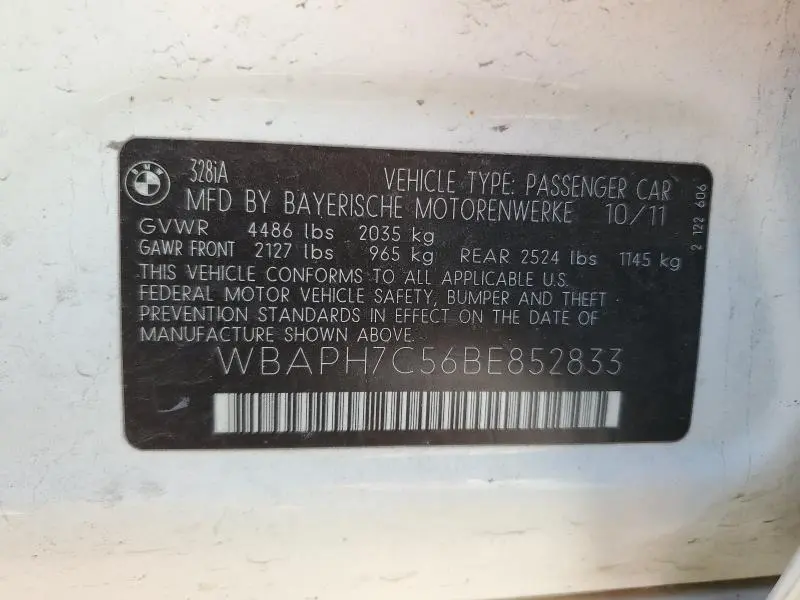 BMW
328iA
VEHICLE TYPE: PASSENGER CAR
MFD BY BAYERISCHE MOTORENWERKE 10/11
GVWR 4486 lbs 2035 kg
GAWR FRONT 2127 lbs 965 kg REAR 2524 lbs 1145 kg
THIS VEHICLE CONFORMS TO ALL APPLICABLE U.S.
FEDERAL MOTOR VEHICLE SAFETY, BUMPER AND THEFT
PREVENTION STANDARDS IN EFFECT ON THE DATE OF
MANUFACTURE SHOWN ABOVE.
WBAPH7C56BE852833
2 122 606